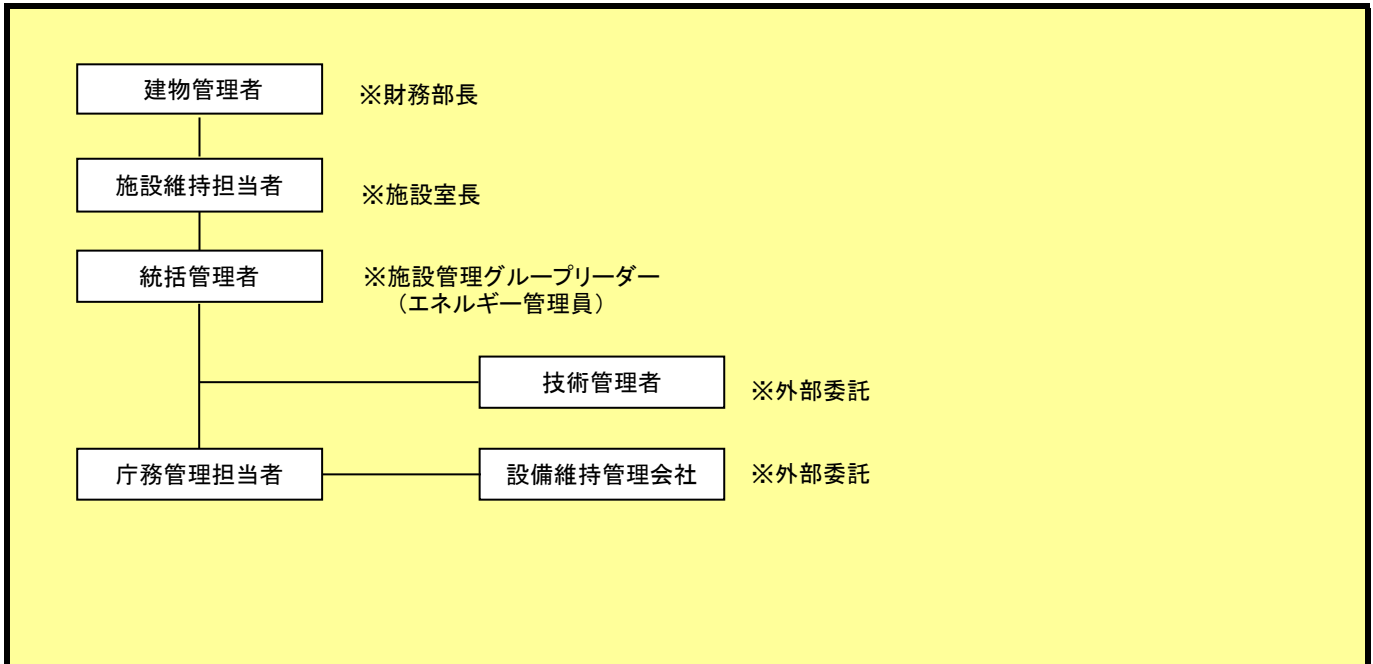 建物管理者
※財務部長
施設維持担当者
※施設室長
統括管理者
※施設管理グループリーダー
（エネルギー管理員）
技術管理者
※外部委託
庁務管理担当者
設備維持管理会社
※外部委託